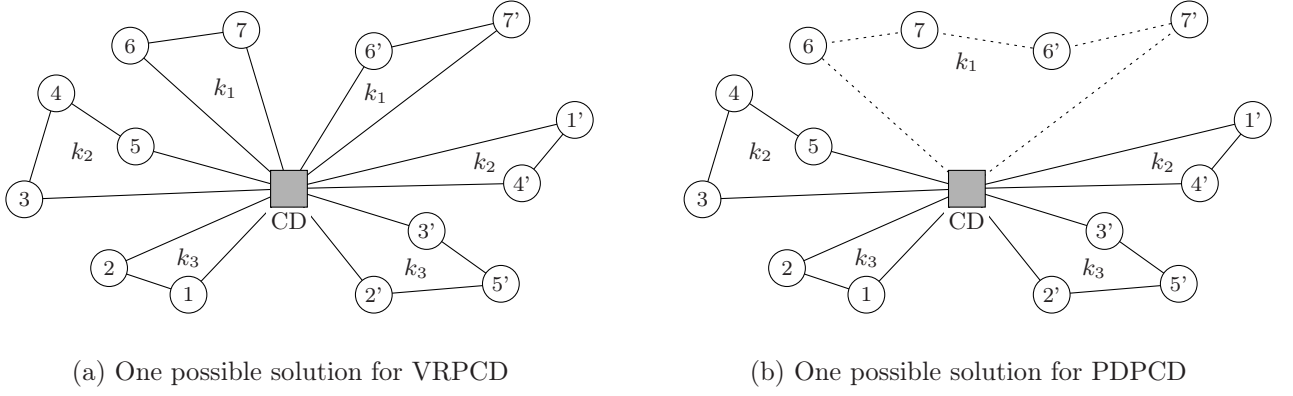 6
7
k₁
6'
7'
k₁
4
5
k₂
3
1'
k₂
4'
CD
2
k₃
1
3'
k₃
2'
5'
(a) One possible solution for VRPCD
6
7
k₁
6'
7'
4
5
k₂
3
1'
k₂
4'
CD
2
k₃
1
3'
k₃
2'
5'
(b) One possible solution for PDPCD